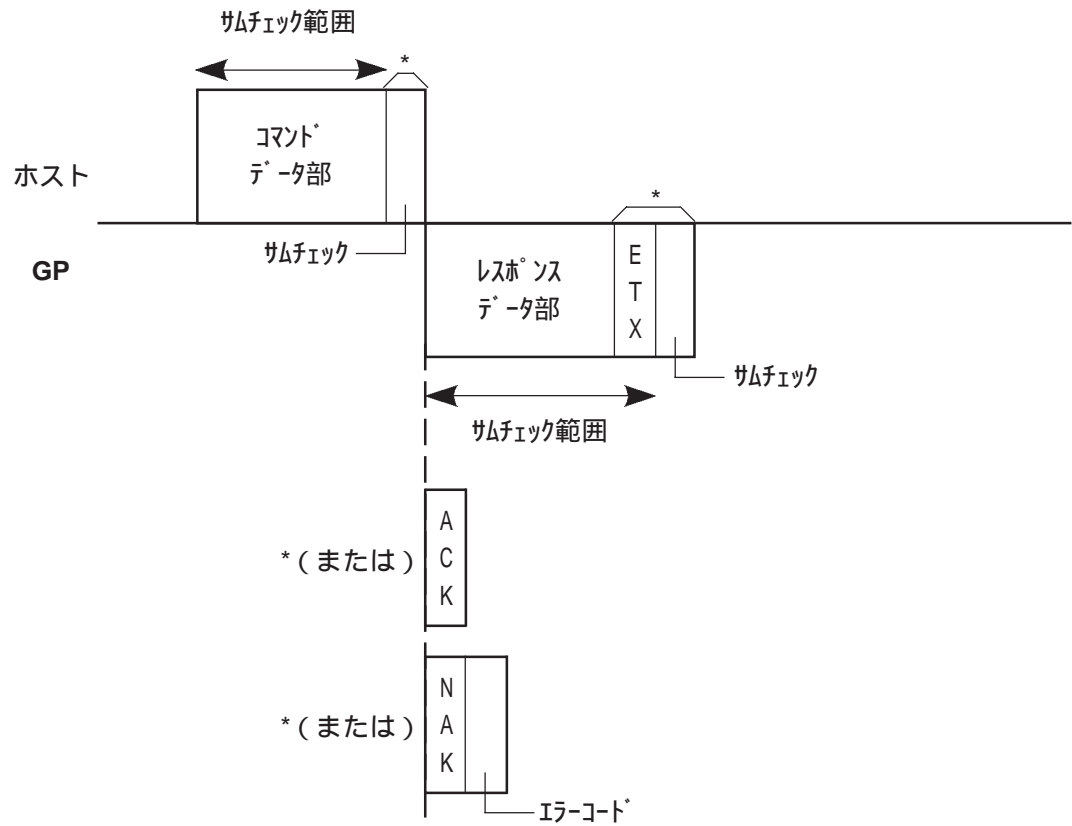 ｻﾑﾁｪｯｸ範囲
*
ｺﾏﾝﾄﾞ
ﾃﾞｰﾀ部
ホスト
*
ｻﾑﾁｪｯｸ
GP
ﾚｽﾎﾟﾝｽ
ﾃﾞｰﾀ部
E
T
X
ｻﾑﾁｪｯｸ
ｻﾑﾁｪｯｸ範囲
*(または)
A
C
K
*(または)
N
A
K
ｴﾗｰｺｰﾄﾞ